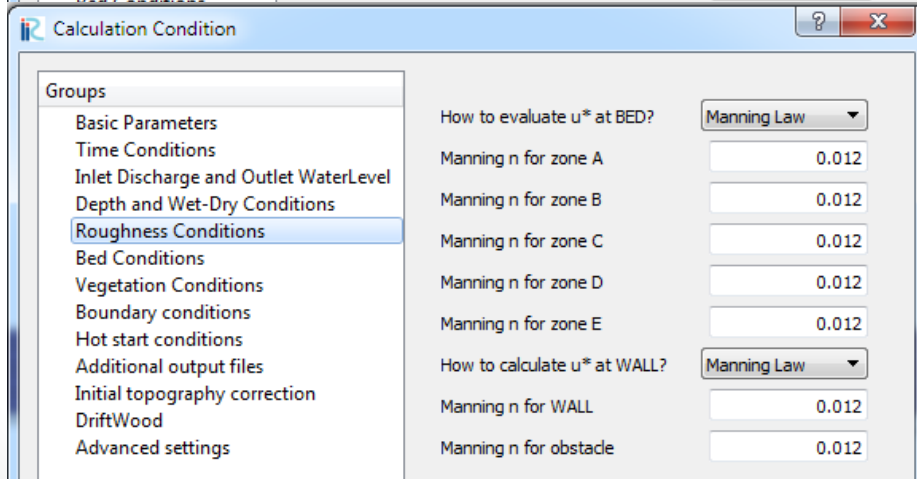 Calculation Condition
Groups
Basic Parameters
Time Conditions
Inlet Discharge and Outlet WaterLevel
Depth and Wet-Dry Conditions
Roughness Conditions
Bed Conditions
Vegetation Conditions
Boundary conditions
Hot start conditions
Additional output files
Initial topography correction
DriftWood
Advanced settings
How to evaluate u* at BED? Manning Law
Manning n for zone A 0.012
Manning n for zone B 0.012
Manning n for zone C 0.012
Manning n for zone D 0.012
Manning n for zone E 0.012
How to calculate u* at WALL? Manning Law
Manning n for WALL 0.012
Manning n for obstacle 0.012